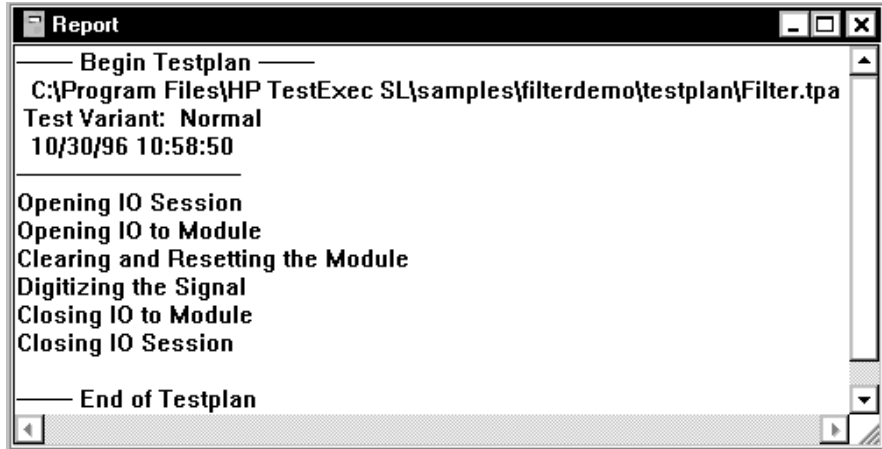 Report
—— Begin Testplan ——
C:\Program Files\HP TestExec SL\samples\filterdemo\testplan\Filter.tpa
Test Variant:  Normal
10/30/96 10:58:50
Opening IO Session
Opening IO to Module
Clearing and Resetting the Module
Digitizing the Signal
Closing IO to Module
Closing IO Session
—— End of Testplan